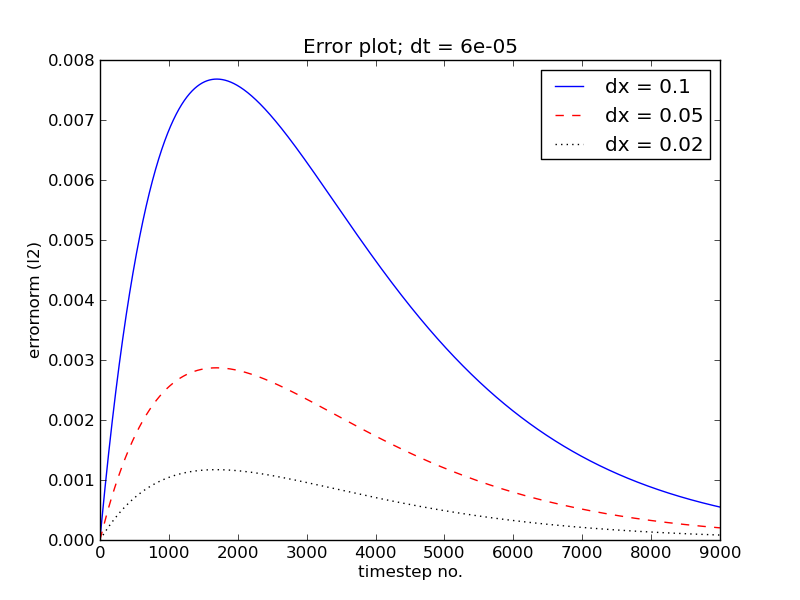 Error plot; dt = 6e-05
dx = 0.1
dx = 0.05
dx = 0.02
errornorm (l2)
0.008
0.007
0.006
0.005
0.004
0.003
0.002
0.001
0.000
0 1000 2000 3000 4000 5000 6000 7000 8000 9000
timestep no.